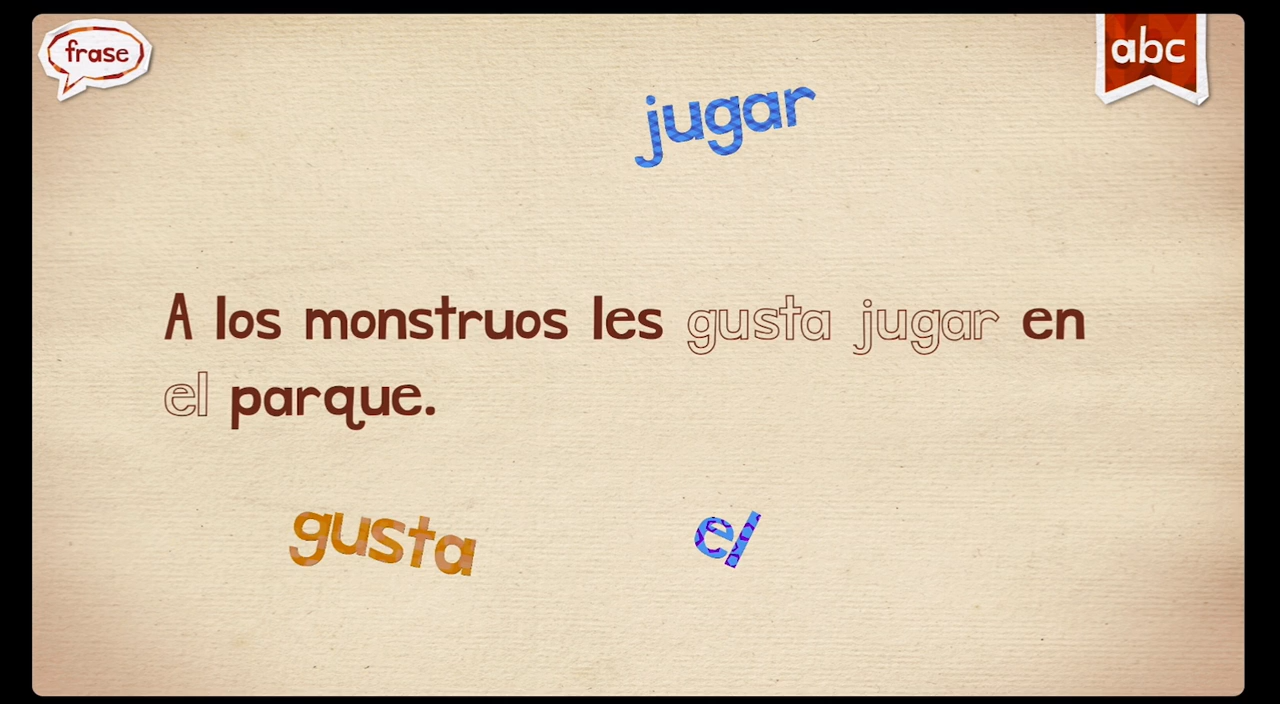 frase
abc
jugar
A los monstruos les gusta jugar en
el parque.
gusta
el